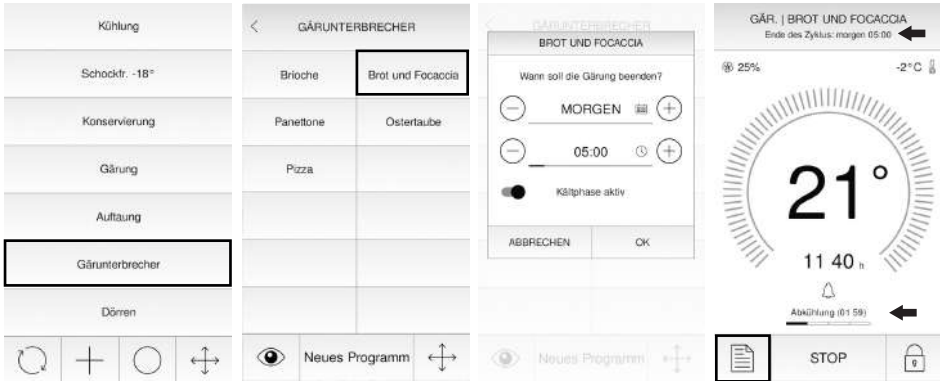 Kühlung
Schockfr. -18°
Konservierung
Gärung
Auftauung
Gärunterbrecher
Dörren
GÄRUNTERBRECHER
Brioche
Brot und Focaccia
Panettone
Ostertaube
Pizza
Neues Programm
GÄRUNTERBRECHER
BROT UND FOCACCIA
Wann soll die Gärung beenden?
MORGEN
05:00
Kältphase aktiv
ABBRECHEN
OK
Neues Programm
GÄR. | BROT UND FOCACCIA
Ende des Zyklus: morgen 05:00
25%
-2°C
21°
11 40 h
Abkühlung (01 59)
STOP